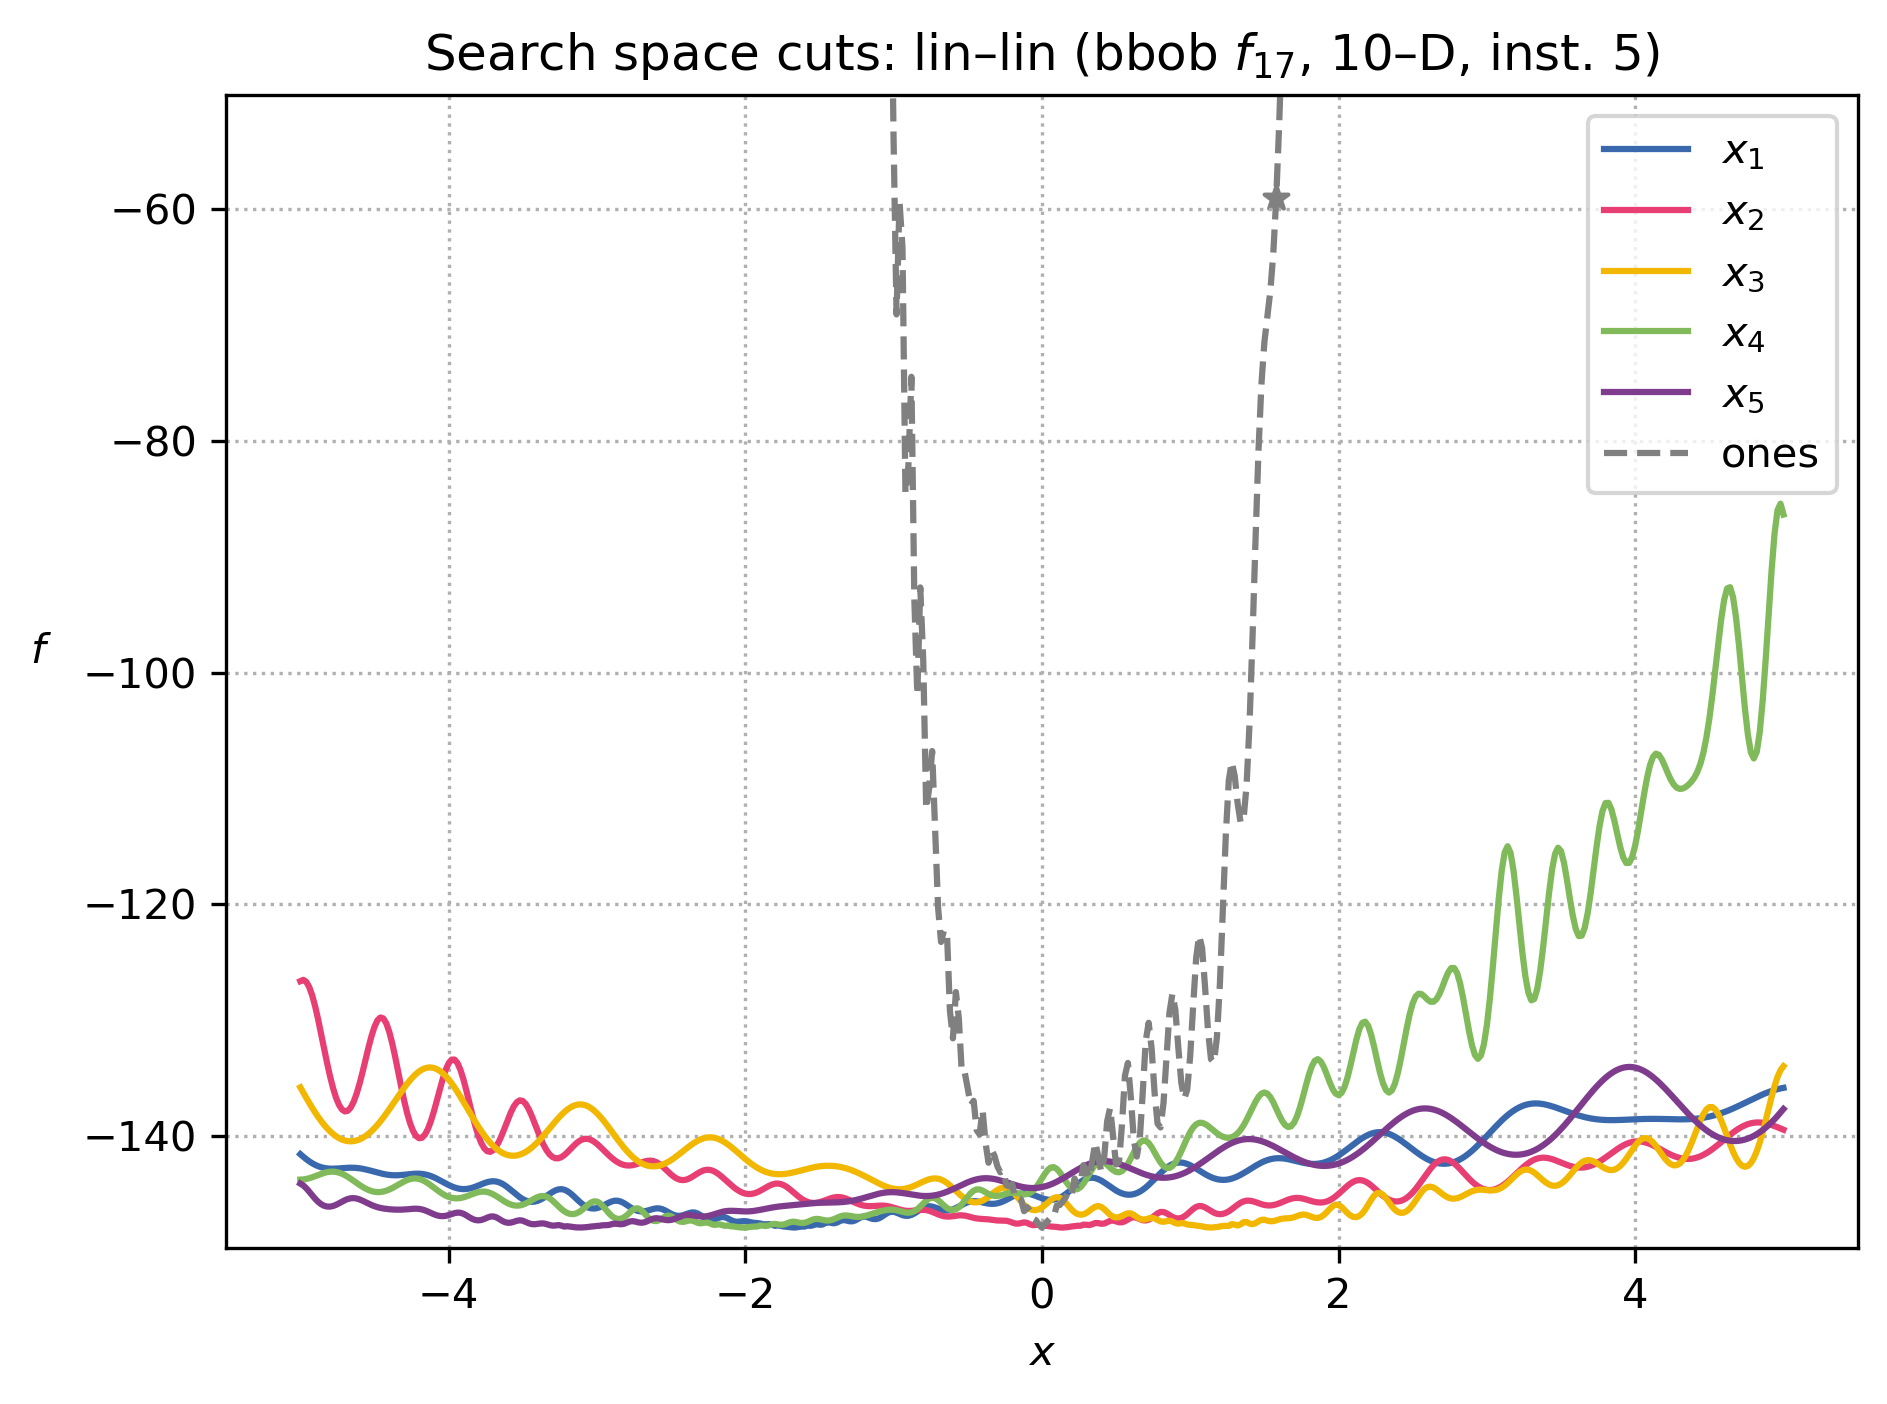 Search space cuts: lin–lin (bbob f₁₇, 10–D, inst. 5)
x₁
x₂
x₃
x₄
x₅
ones
f
−60
−80
−100
−120
−140
−4
−2
0
2
4
x